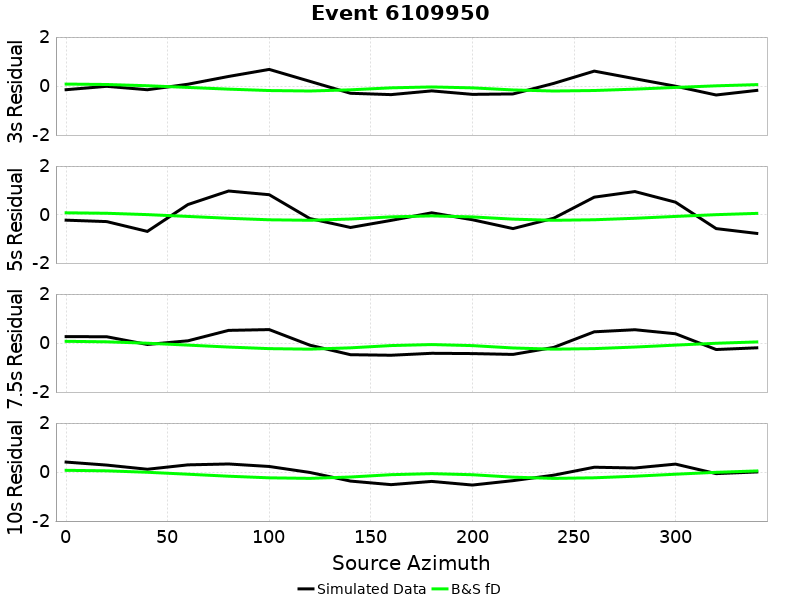 Event 6109950
3s Residual
2
0
-2
5s Residual
2
0
-2
7.5s Residual
2
0
-2
10s Residual
2
0
-2
0 50 100 150 200 250 300
Source Azimuth
Simulated Data B&S fD